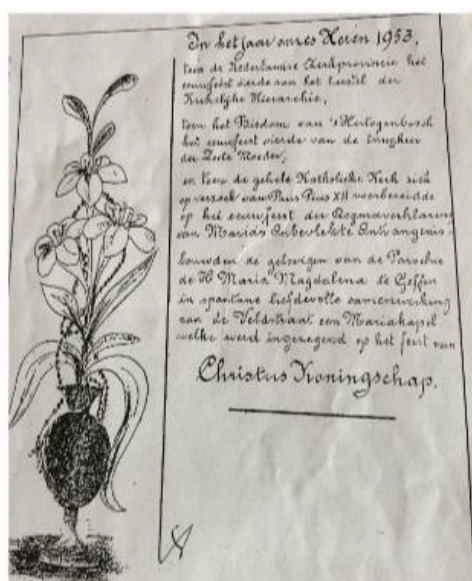 In het jaar onzes Heren 1953,
toen de Nederlandse Kerkprovincie het
eeuwfeest vierde van het herstel der
Kerkelijke Hierarchie,
toen het Bisdom van 's Hertogenbosch
het eeuwfeest vierde van de terugkeer
der Zoete Moeder,
en toen de gehele Katholieke Kerk zich
op verzoek van Paus Pius XII voorbereidde
op het eeuwfeest der Dogmaverklaring
van Maria's Onbevlekte Ontvangenis
bouwden de gelovigen van de Parochie
de H Maria Magdalena te Geffen
in spontane liefdevolle samenwerking
aan de Veldstraat een Mariakapel
welke werd ingezegend op het feest van
Christus Koningschap.